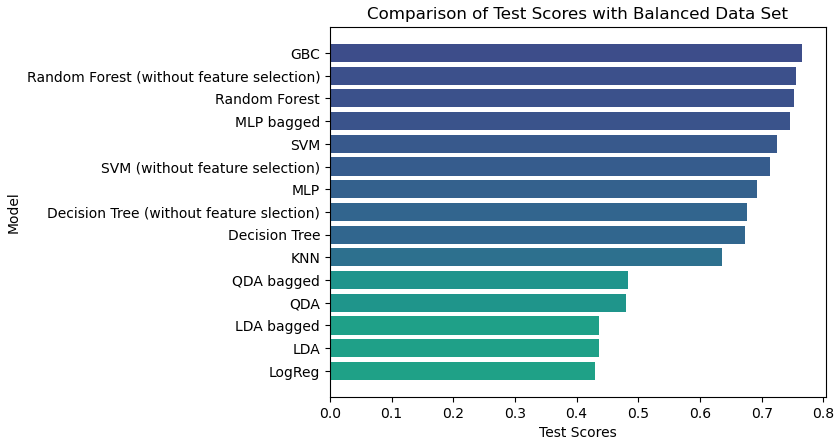 Comparison of Test Scores with Balanced Data Set
Model
GBC
Random Forest (without feature selection)
Random Forest
MLP bagged
SVM
SVM (without feature selection)
MLP
Decision Tree (without feature slection)
Decision Tree
KNN
QDA bagged
QDA
LDA bagged
LDA
LogReg
0.0 0.1 0.2 0.3 0.4 0.5 0.6 0.7 0.8
Test Scores